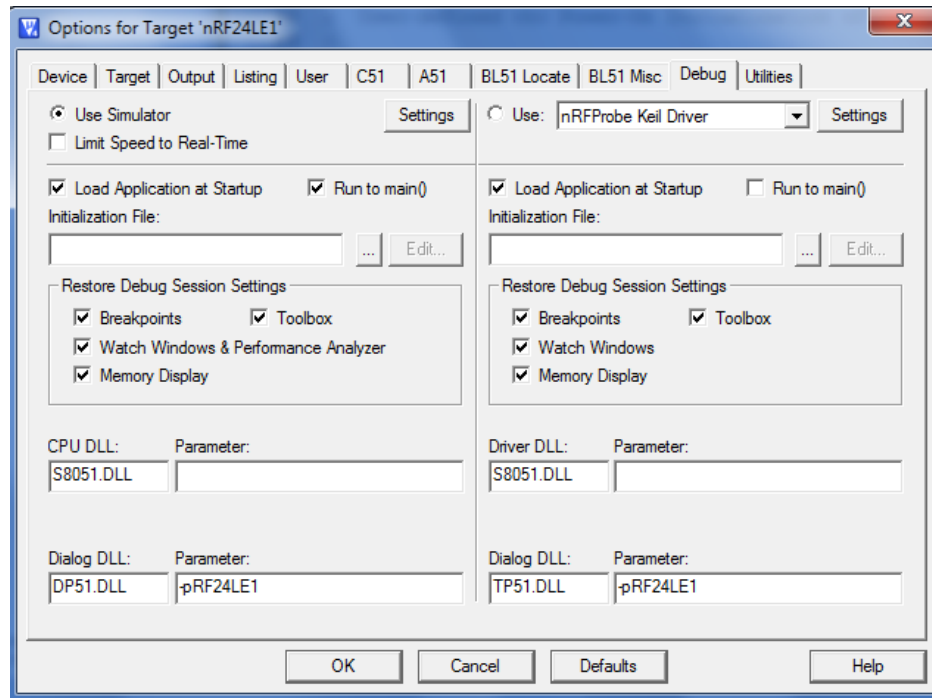 Options for Target 'nRF24LE1'
Device Target Output Listing User C51 A51 BL51 Locate BL51 Misc Debug Utilities
Use Simulator Settings
Limit Speed to Real-Time
Load Application at Startup Run to main()
Initialization File:
... Edit...
Restore Debug Session Settings
Breakpoints Toolbox
Watch Windows & Performance Analyzer
Memory Display
CPU DLL: Parameter:
S8051.DLL
Dialog DLL: Parameter:
DP51.DLL -pRF24LE1
Use: nRFProbe Keil Driver Settings
Load Application at Startup Run to main()
Initialization File:
... Edit...
Restore Debug Session Settings
Breakpoints Toolbox
Watch Windows
Memory Display
Driver DLL: Parameter:
S8051.DLL
Dialog DLL: Parameter:
TP51.DLL -pRF24LE1
OK Cancel Defaults Help